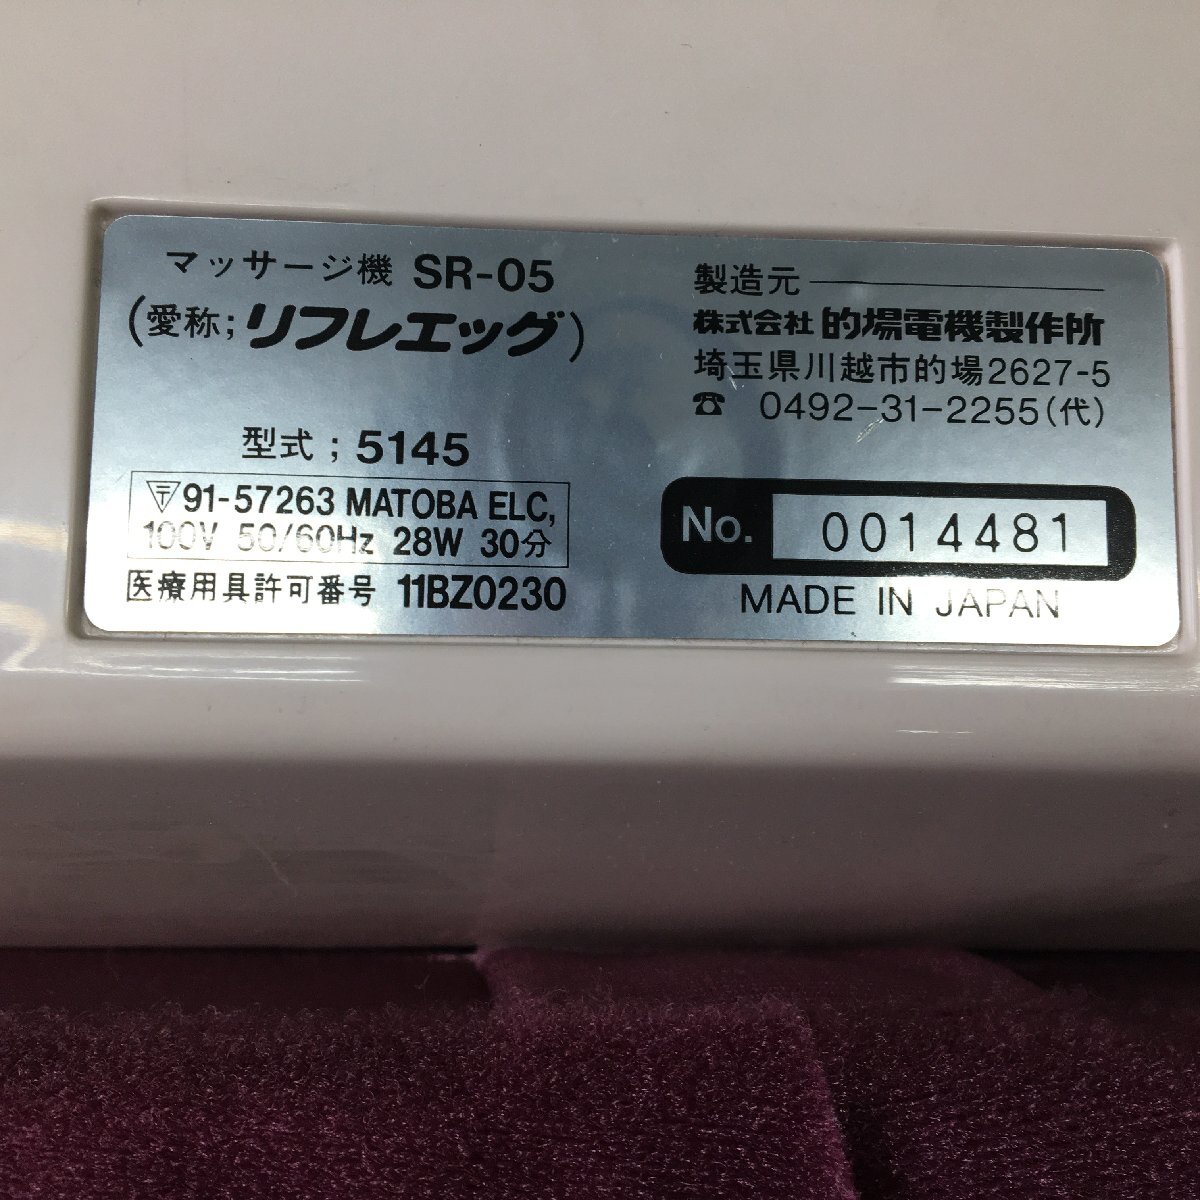 マッサージ機 SR-05
(愛称;リフレエッグ)
型式;5145
〒91-57263 MATOBA ELC,
100V 50/60Hz 28W 30分
医療用具許可番号 11BZ0230
製造元
株式会社 的場電機製作所
埼玉県川越市的場2627-5
☎ 0492-31-2255(代)
No. 0014481
MADE IN JAPAN